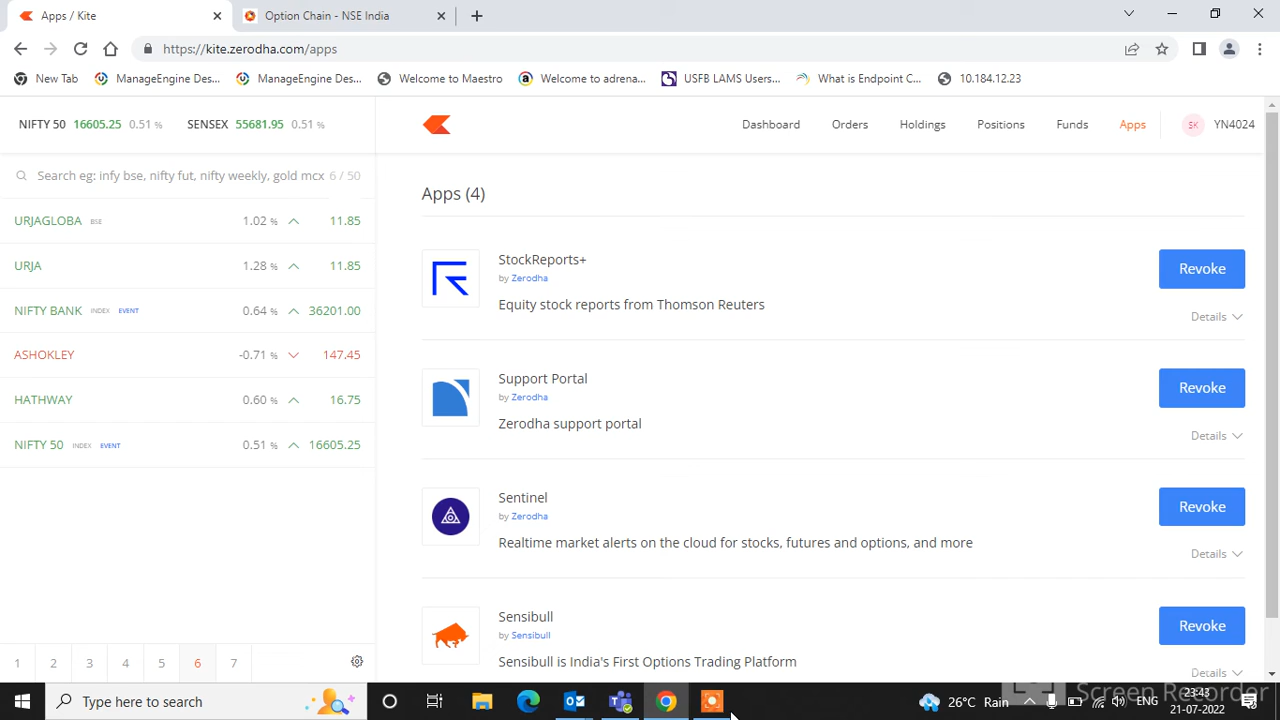 Apps / Kite
Option Chain - NSE India
https://kite.zerodha.com/apps
New Tab
ManageEngine Des...
ManageEngine Des...
Welcome to Maestro
Welcome to adrena...
USFB LAMS Users...
What is Endpoint C...
10.184.12.23
NIFTY 50 16605.25 0.51 %
SENSEX 55681.95 0.51 %
Dashboard
Orders
Holdings
Positions
Funds
Apps
SK
YN4024
Search eg: infy bse, nifty fut, nifty weekly, gold mcx
6 / 50
URJAGLOBA BSE 1.02 % 11.85
URJA 1.28 % 11.85
NIFTY BANK INDEX EVENT 0.64 % 36201.00
ASHOKLEY -0.71 % 147.45
HATHWAY 0.60 % 16.75
NIFTY 50 INDEX EVENT 0.51 % 16605.25
1 2 3 4 5 6 7
Apps (4)
StockReports+
by Zerodha
Equity stock reports from Thomson Reuters
Revoke
Details
Support Portal
by Zerodha
Zerodha support portal
Revoke
Details
Sentinel
by Zerodha
Realtime market alerts on the cloud for stocks, futures and options, and more
Revoke
Details
Sensibull
by Sensibull
Sensibull is India's First Options Trading Platform
Revoke
Details
Type here to search
26°C Rain
ENG
23:43
21-07-2022
Screen Recorder